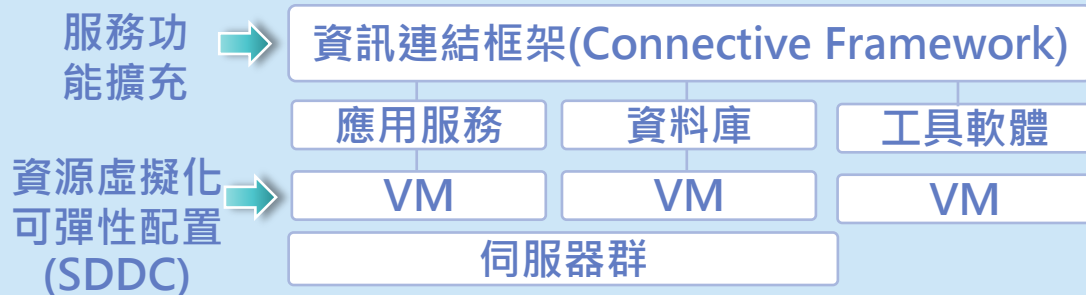 服務功
能擴充
資訊連結框架(Connective Framework)
應用服務
資料庫
工具軟體
資源虛擬化
可彈性配置
(SDDC)
VM
VM
VM
伺服器群